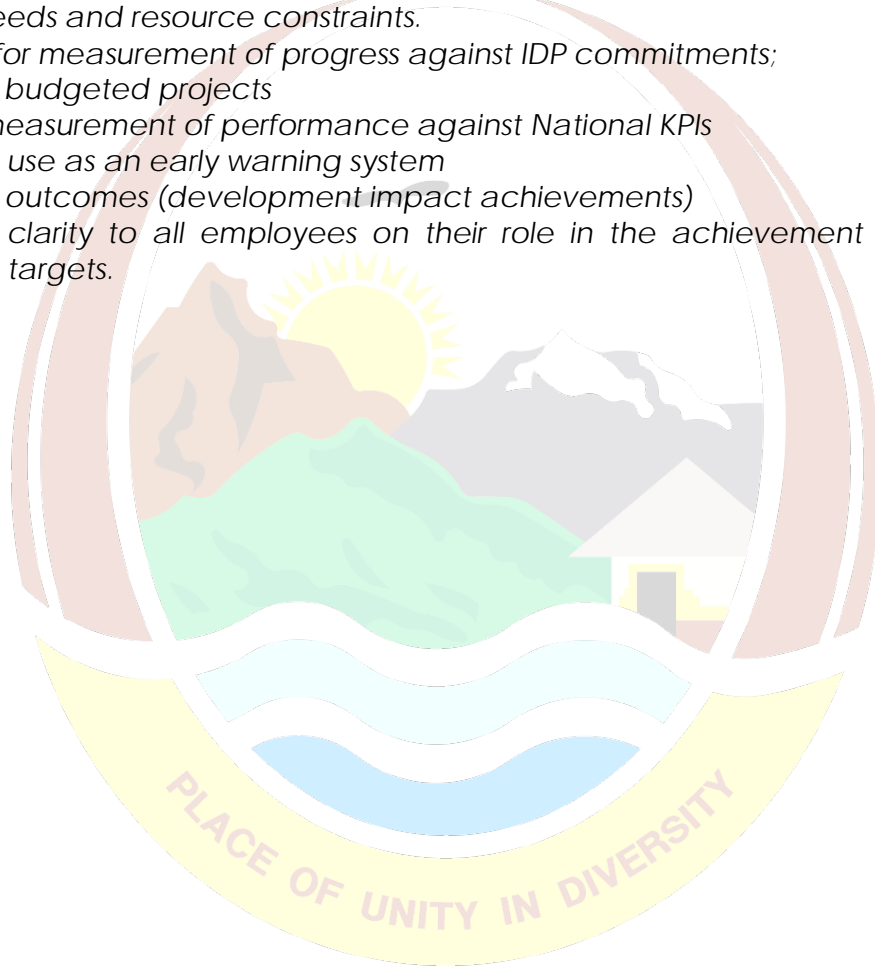 eeds and resource constraints.
for measurement of progress against IDP commitments;
budgeted projects
measurement of performance against National KPIs
use as an early warning system
outcomes (development impact achievements)
clarity to all employees on their role in the achievement
targets.
PLACE OF UNITY IN DIVERSITY